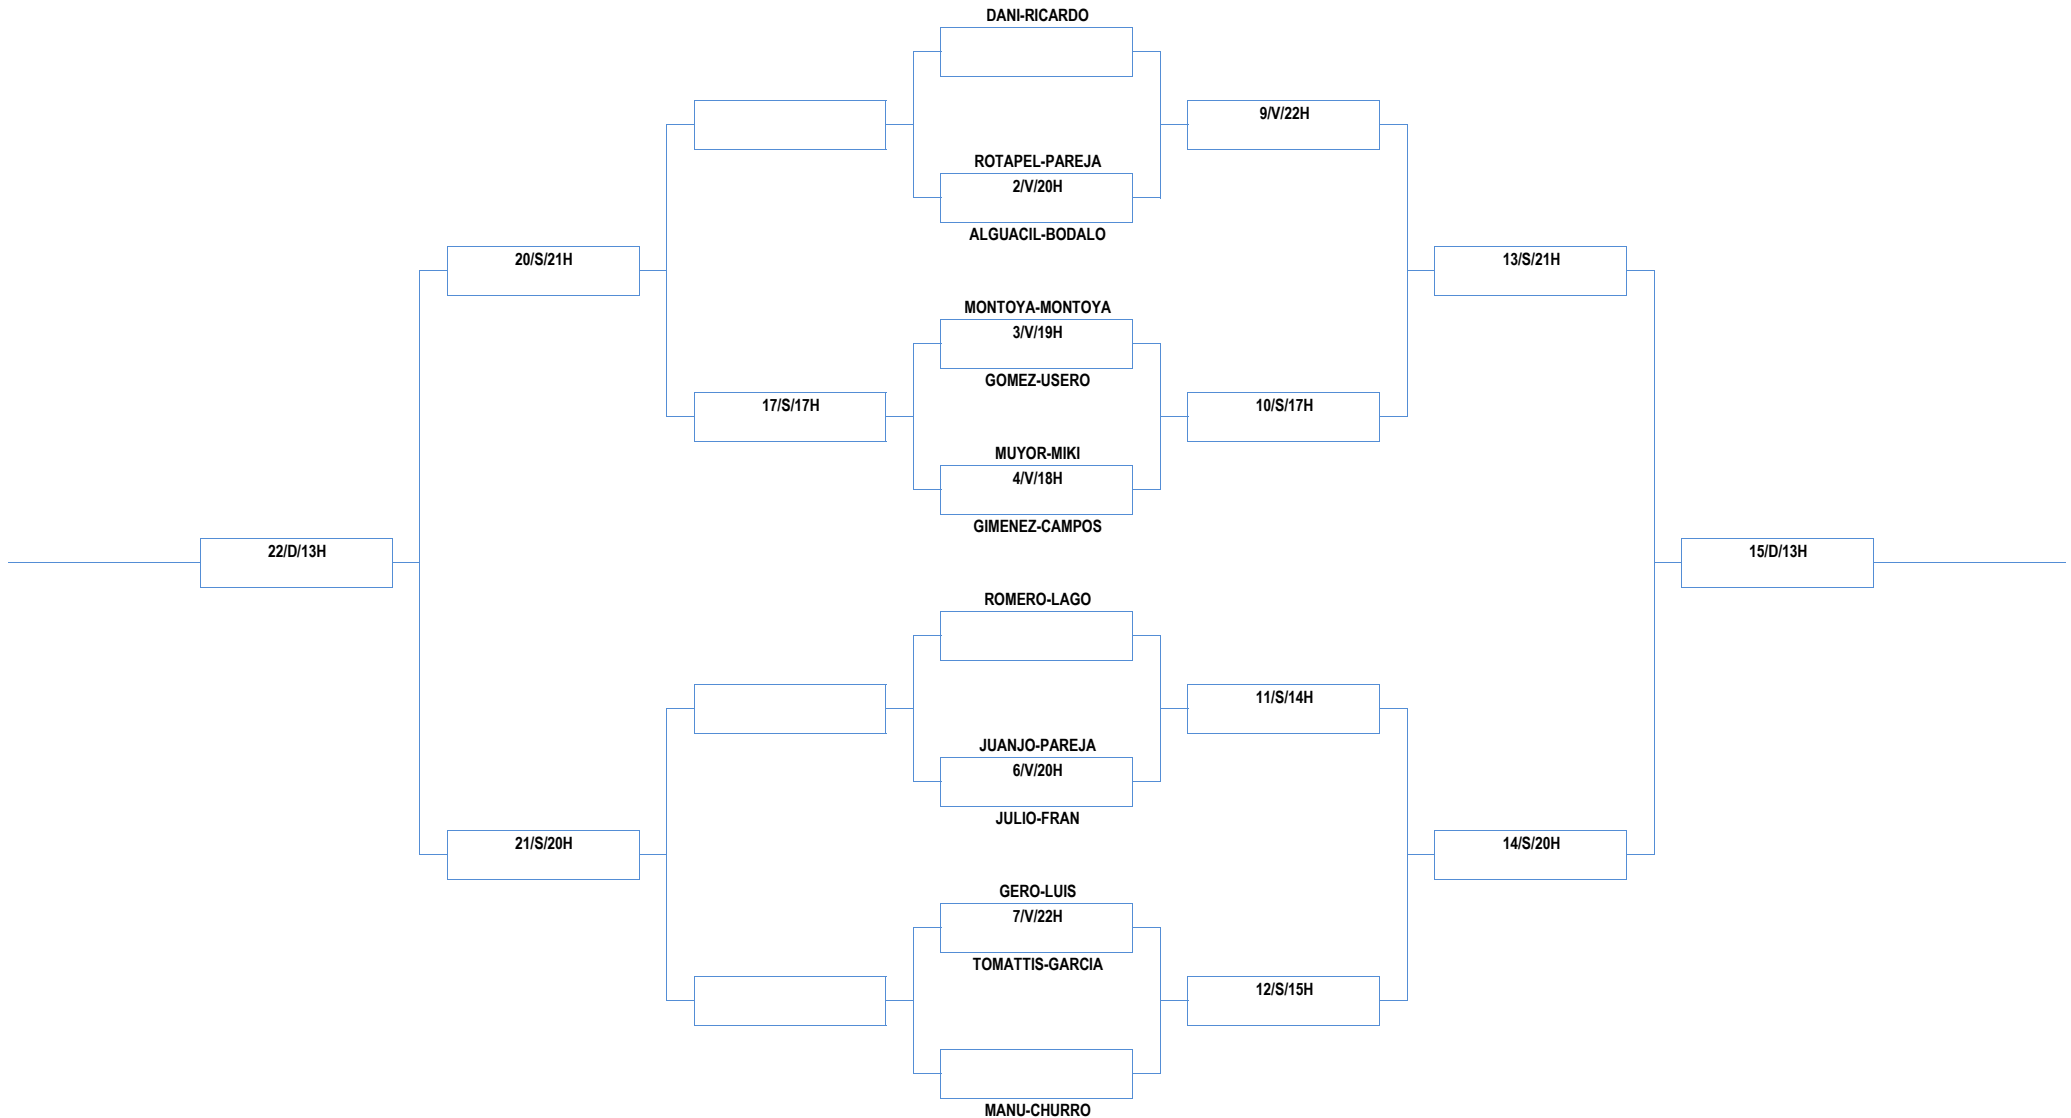 DANI-RICARDO
9/V/22H
ROTAPEL-PAREJA
2/V/20H
ALGUACIL-BODALO
20/S/21H
13/S/21H
MONTOYA-MONTOYA
3/V/19H
GOMEZ-USERO
17/S/17H
10/S/17H
MUYOR-MIKI
4/V/18H
GIMENEZ-CAMPOS
22/D/13H
15/D/13H
ROMERO-LAGO
11/S/14H
JUANJO-PAREJA
6/V/20H
JULIO-FRAN
21/S/20H
14/S/20H
GERO-LUIS
7/V/22H
TOMATTIS-GARCIA
12/S/15H
MANU-CHURRO